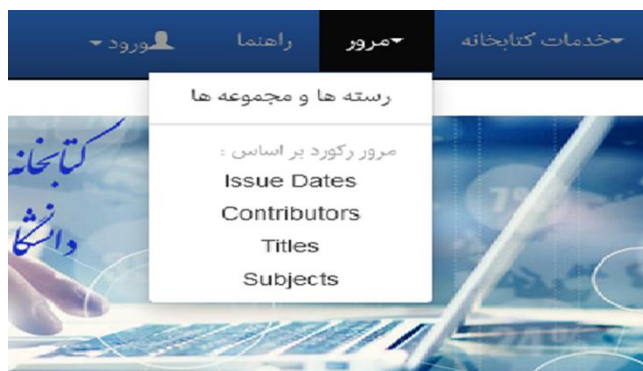 خدمات کتابخانه مرور راهنما ورود
رسته ها و مجموعه ها
مرور رکورد بر اساس :
Issue Dates
Contributors
Titles
Subjects
کتابخانه